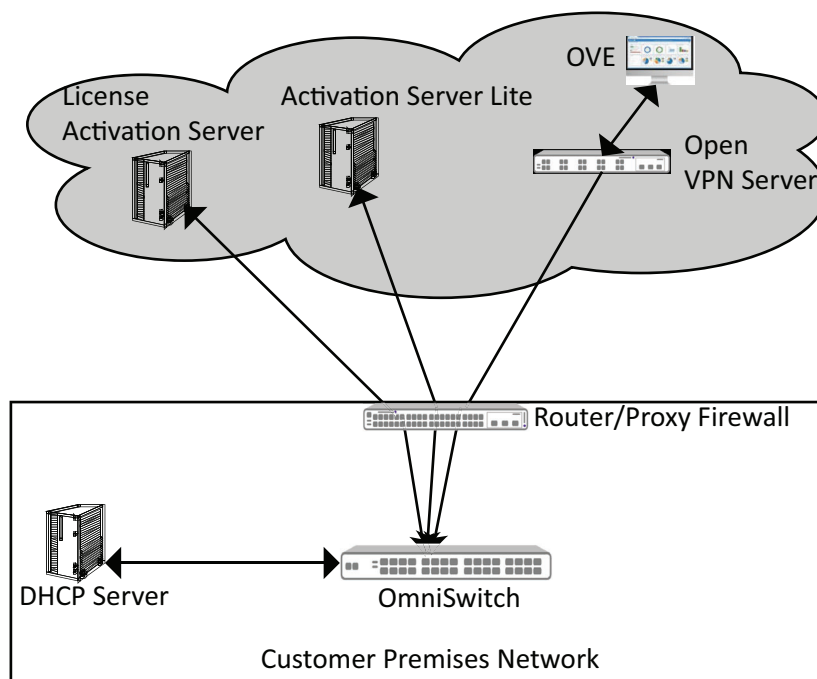 OVE
License
Activation Server
Activation Server Lite
Open
VPN Server
Router/Proxy Firewall
DHCP Server
OmniSwitch
Customer Premises Network